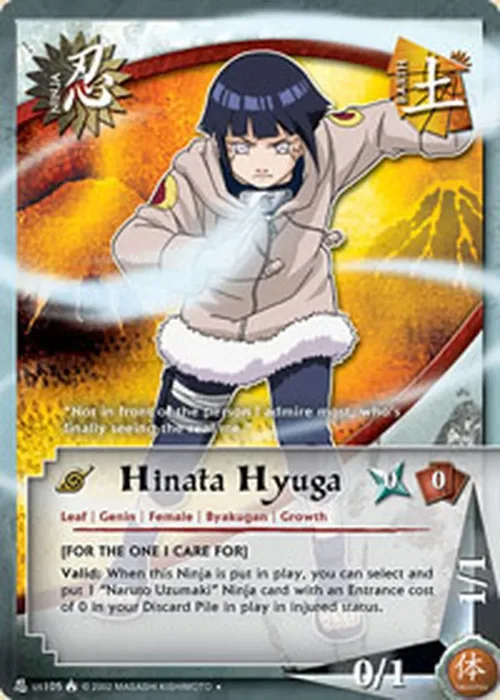 NINJA
忍
EARTH
土
"Not in front of the person I admire most, who's
finally seeing the real me."
Hinata Hyuga
0
0
Leaf | Genin | Female | Byakugan | Growth
[FOR THE ONE I CARE FOR]
Valid: When this Ninja is put in play, you can select and
put 1 "Naruto Uzumaki" Ninja card with an Entrance cost
of 0 in your Discard Pile in play in injured status.
1/1
0/1
体
© 2002 MASASHI KISHIMOTO